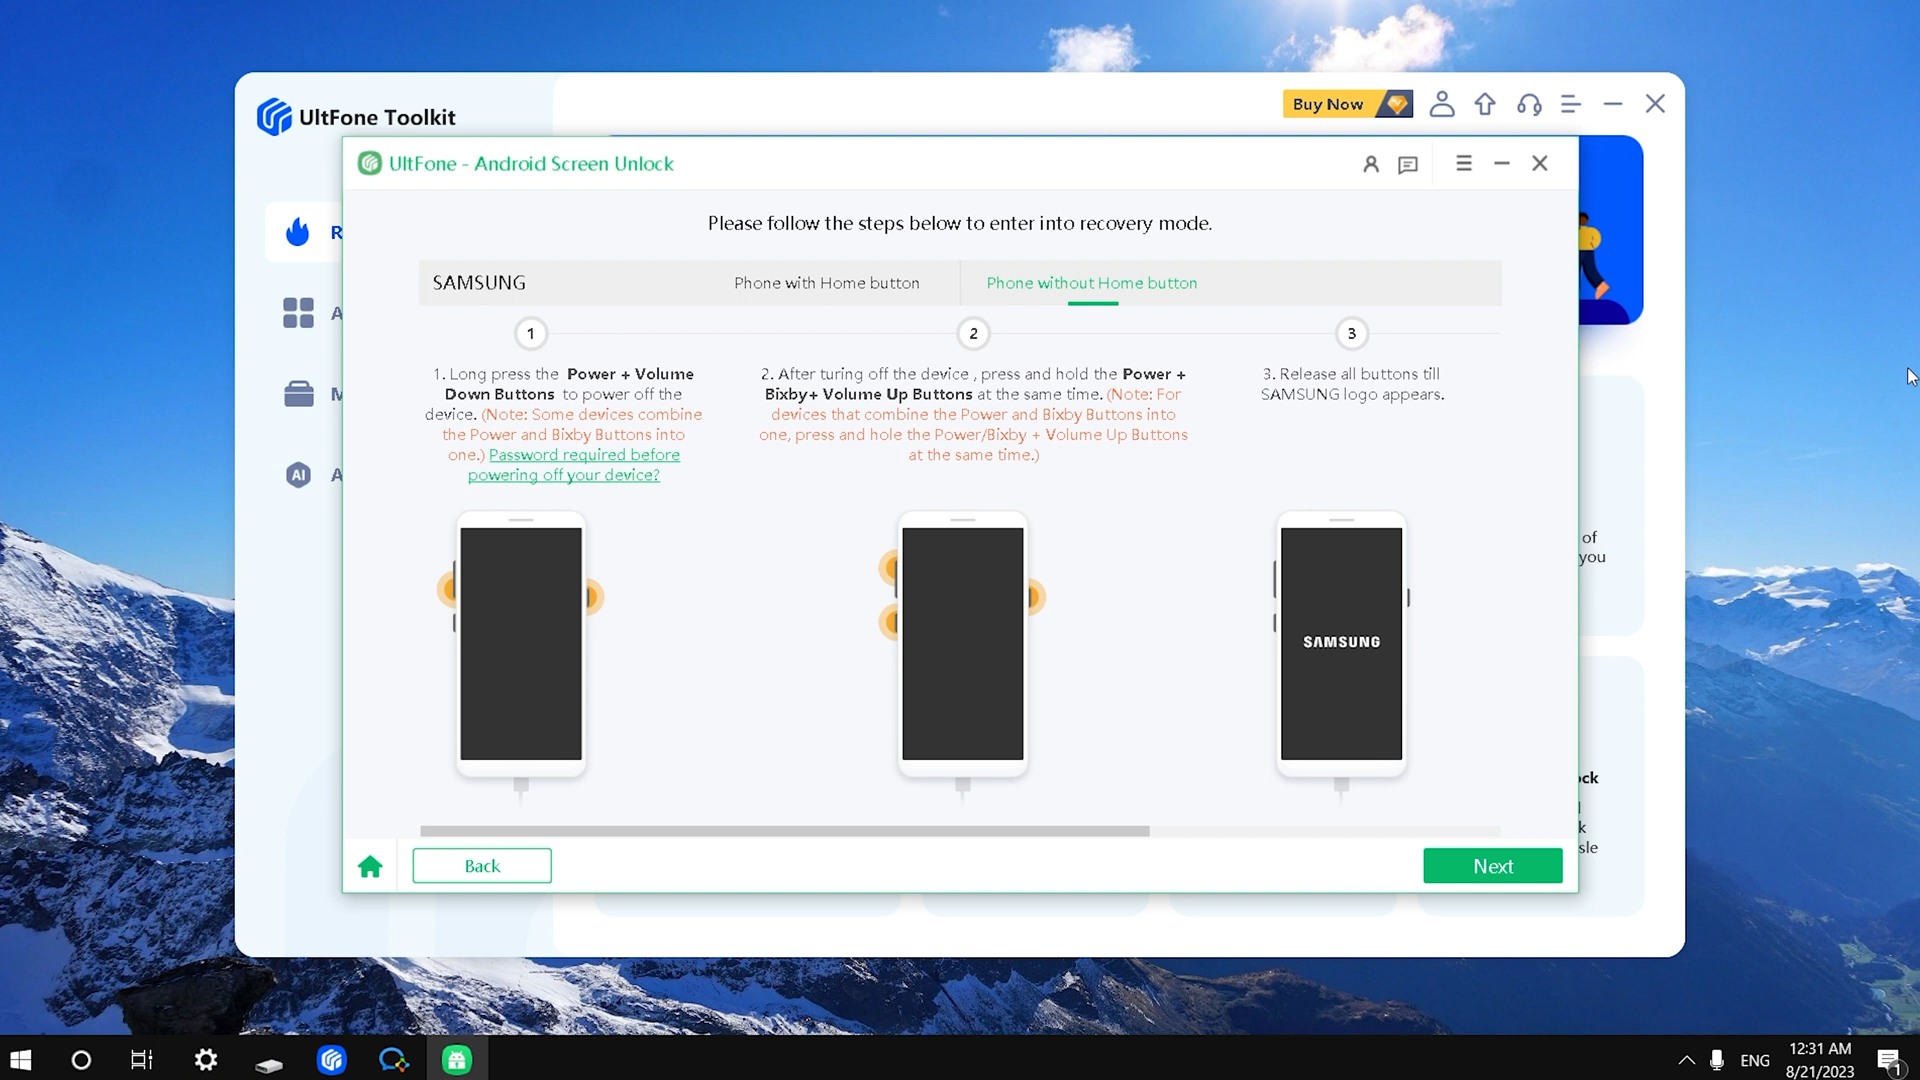 UltFone Toolkit
Buy Now
UltFone - Android Screen Unlock
Please follow the steps below to enter into recovery mode.
SAMSUNG
Phone with Home button
Phone without Home button
1
2
3
1. Long press the Power + Volume
Down Buttons to power off the
device. (Note: Some devices combine
the Power and Bixby Buttons into
one.) Password required before
powering off your device?
2. After turing off the device , press and hold the Power +
Bixby+ Volume Up Buttons at the same time. (Note: For
devices that combine the Power and Bixby Buttons into
one, press and hole the Power/Bixby + Volume Up Buttons
at the same time.)
3. Release all buttons till
SAMSUNG logo appears.
SAMSUNG
AI
of
you
Back
Next
ENG
12:31 AM
8/21/2023
1